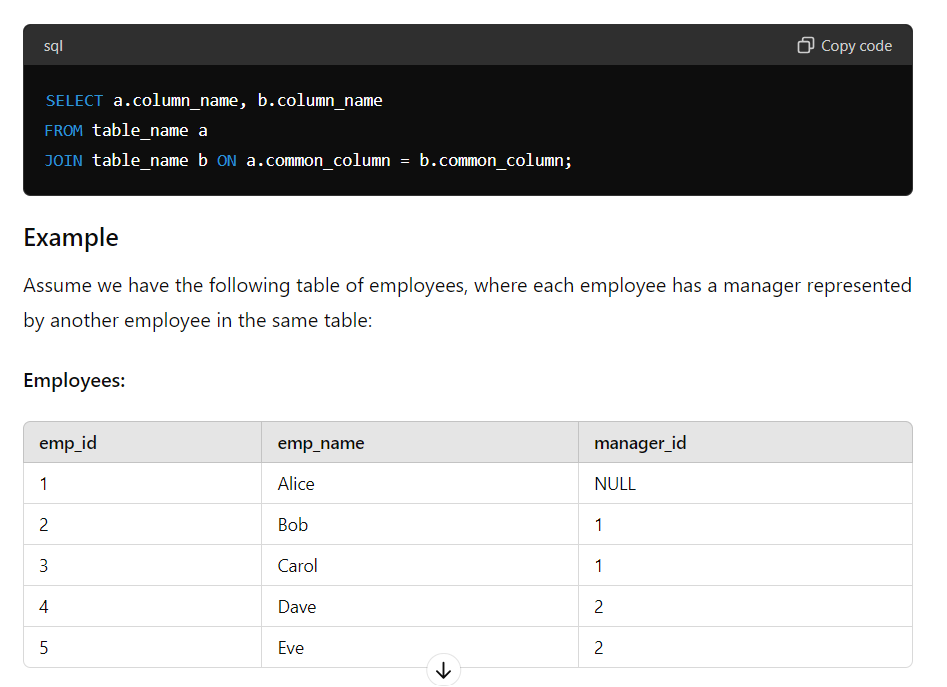 sql Copy code
SELECT a.column_name, b.column_name
FROM table_name a
JOIN table_name b ON a.common_column = b.common_column;
Example
Assume we have the following table of employees, where each employee has a manager represented
by another employee in the same table:
Employees:
emp_id emp_name manager_id
1 Alice NULL
2 Bob 1
3 Carol 1
4 Dave 2
5 Eve 2